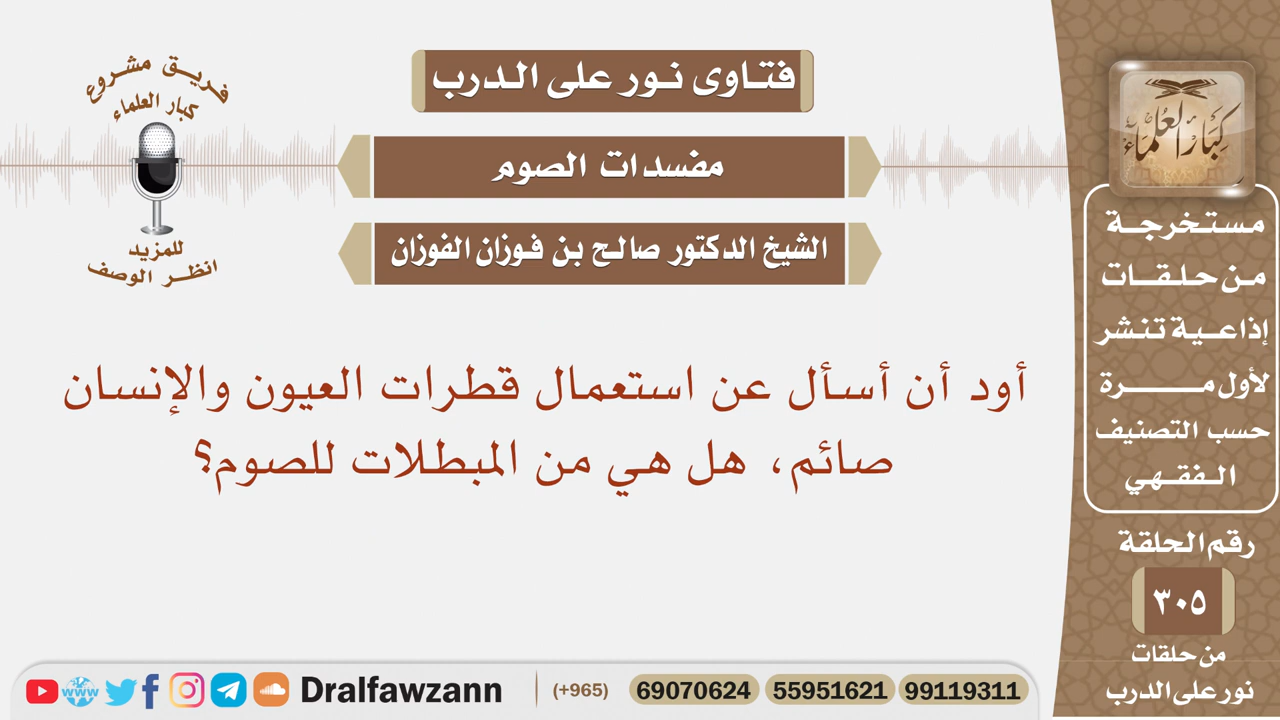 فتاوى نور على الدرب
مفسدات الصوم
الشيخ الدكتور صالح بن فوزان الفوزان
أود أن أسأل عن استعمال قطرات العيون والإنسان
صائم، هل هي من المبطلات للصوم؟
فريق مشروع
كبار العلماء
للمزيد
انظر الوصف
كبار العلماء
مستخرجة
من حلقات
إذاعية تنشر
لأول مرة
حسب التصنيف
الفقهي
رقم الحلقة
٣٠٥
من حلقات
نور على الدرب
www
Dralfawzann
(+965)
69070624
55951621
99119311